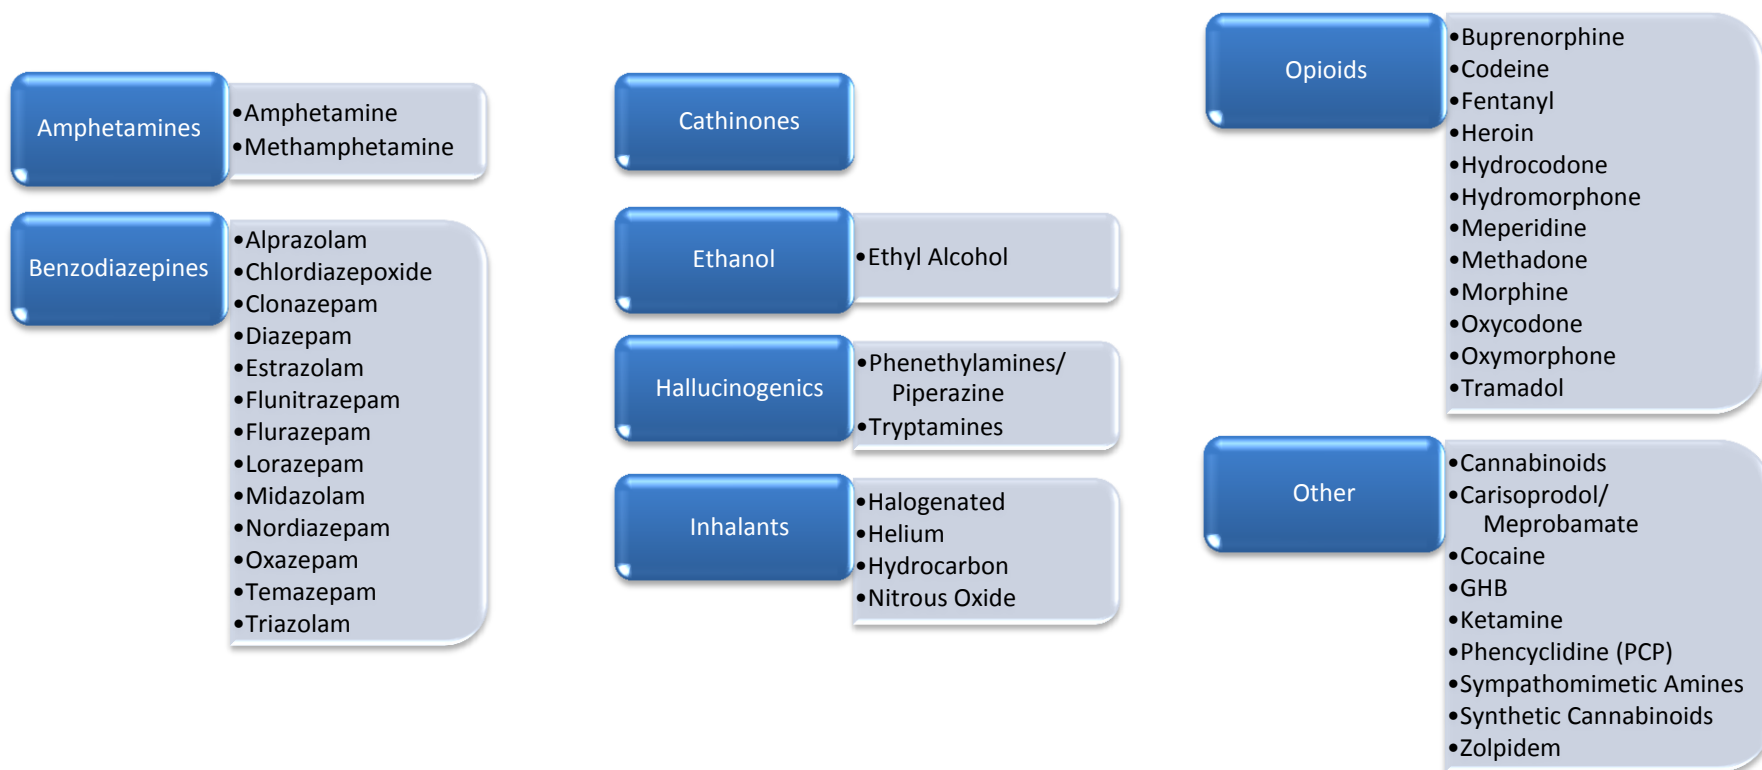 Amphetamines
•Amphetamine
•Methamphetamine
Benzodiazepines
•Alprazolam
•Chlordiazepoxide
•Clonazepam
•Diazepam
•Estrazolam
•Flunitrazepam
•Flurazepam
•Lorazepam
•Midazolam
•Nordiazepam
•Oxazepam
•Temazepam
•Triazolam
Cathinones
Ethanol
•Ethyl Alcohol
Hallucinogenics
•Phenethylamines/
Piperazine
•Tryptamines
Inhalants
•Halogenated
•Helium
•Hydrocarbon
•Nitrous Oxide
Opioids
•Buprenorphine
•Codeine
•Fentanyl
•Heroin
•Hydrocodone
•Hydromorphone
•Meperidine
•Methadone
•Morphine
•Oxycodone
•Oxymorphone
•Tramadol
Other
•Cannabinoids
•Carisoprodol/
Meprobamate
•Cocaine
•GHB
•Ketamine
•Phencyclidine (PCP)
•Sympathomimetic Amines
•Synthetic Cannabinoids
•Zolpidem